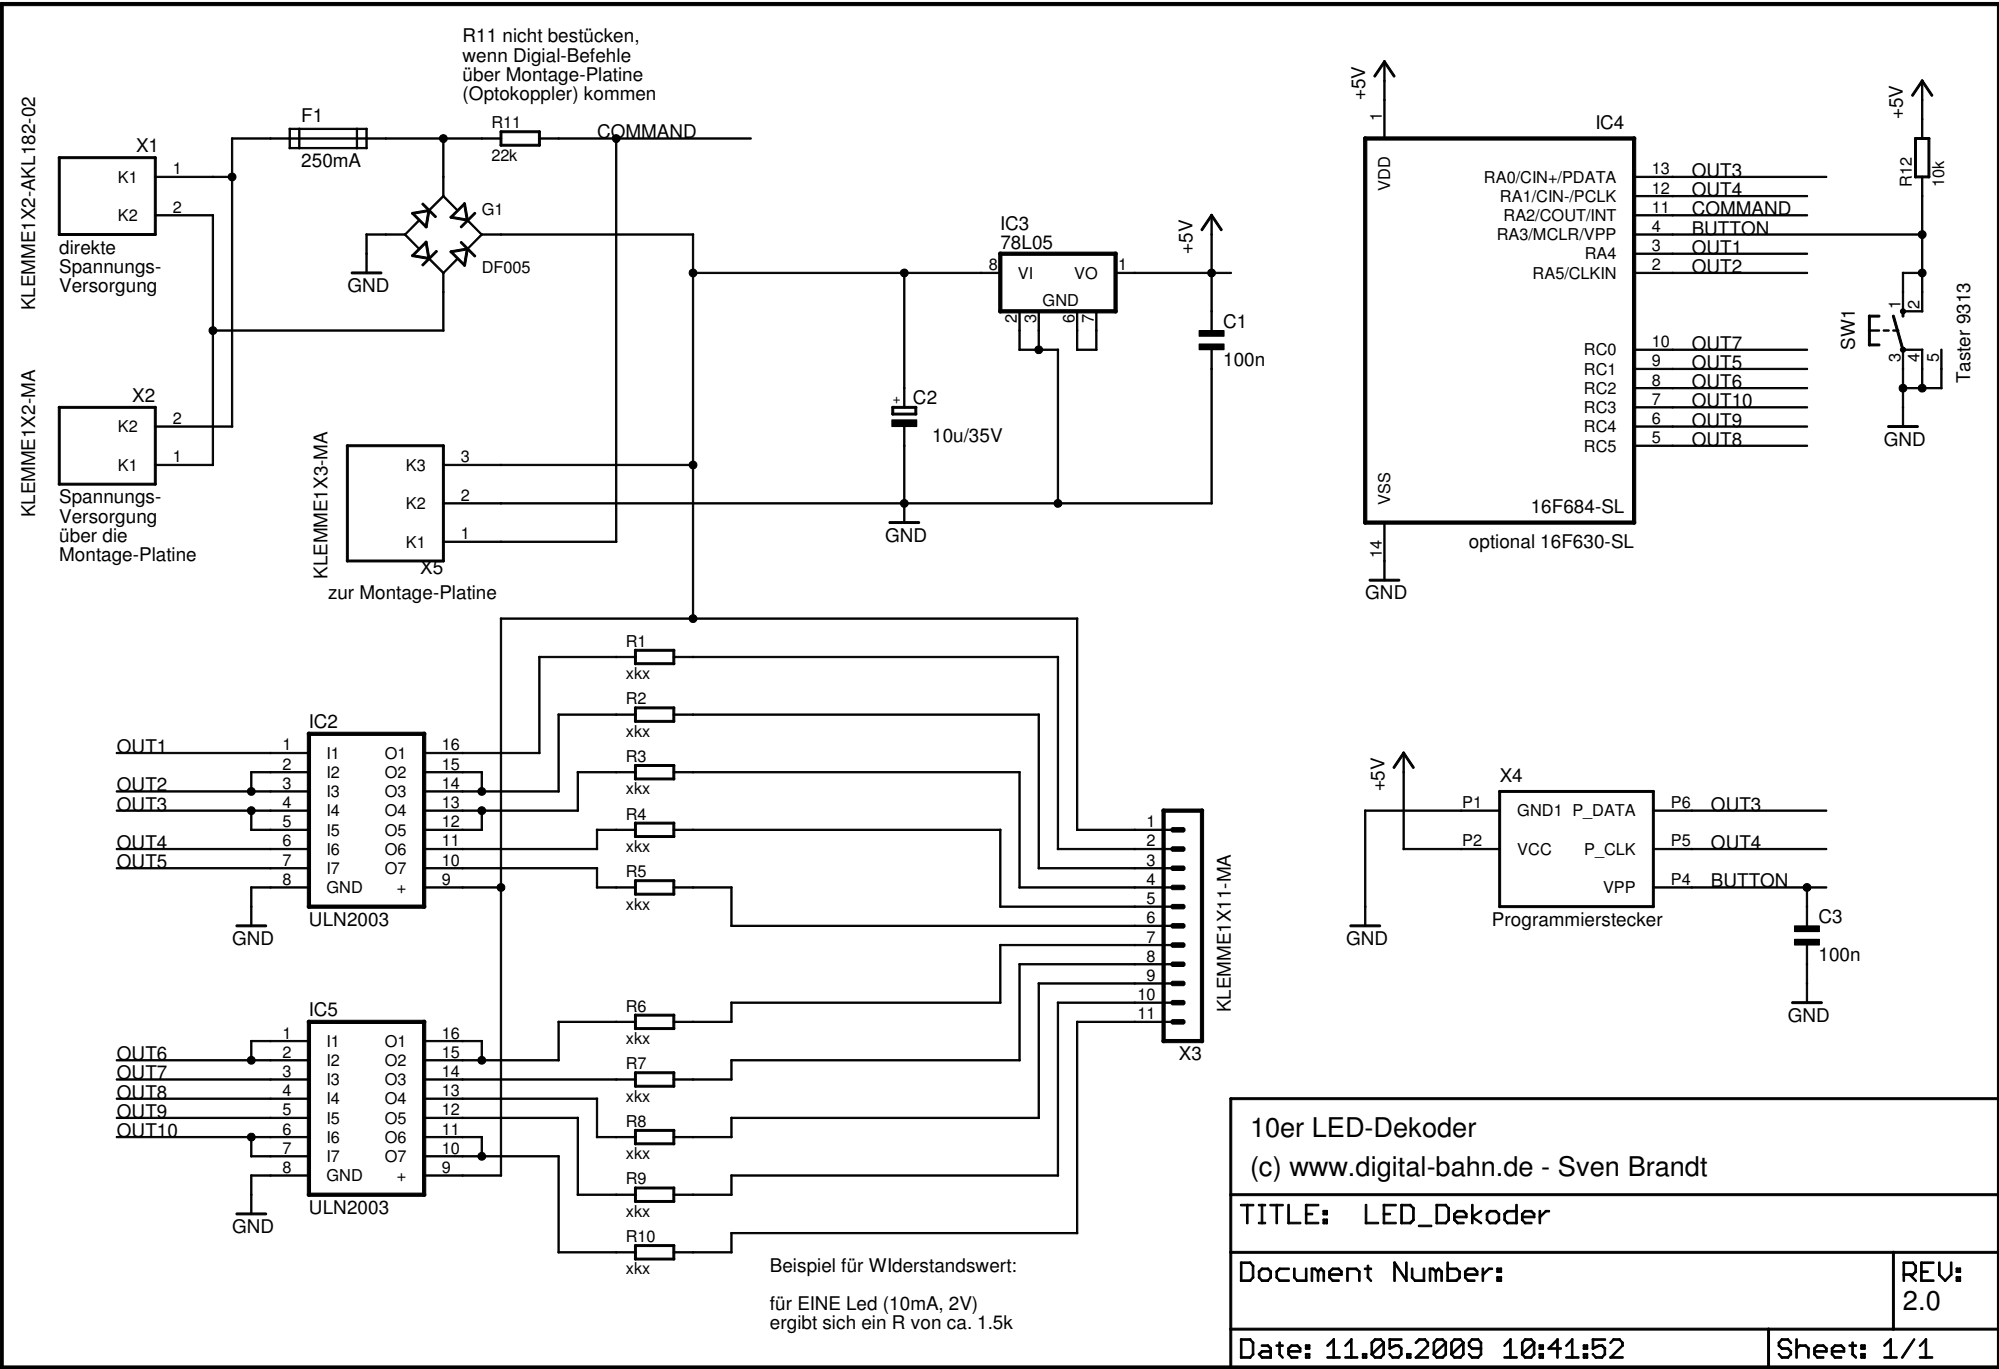 R11 nicht bestücken,
wenn Digial-Befehle
über Montage-Platine
(Optokoppler) kommen
KLEMME1X2-AKL182-02
X1
K1
1
K2
2
direkte
Spannungs-
Versorgung
F1
250mA
R11
22k
COMMAND
G1
DF005
GND
KLEMME1X2-MA
X2
K2
2
K1
1
Spannungs-
Versorgung
über die
Montage-Platine
KLEMME1X3-MA
K3
3
K2
2
K1
1
X5
zur Montage-Platine
IC3
78L05
8
VI
VO
1
GND
2
3
6
7
+5V
C1
100n
+
C2
10u/35V
GND
+5V
1
IC4
VDD
RA0/CIN+/PDATA
13
OUT3
RA1/CIN-/PCLK
12
OUT4
RA2/COUT/INT
11
COMMAND
RA3/MCLR/VPP
4
BUTTON
RA4
3
OUT1
RA5/CLKIN
2
OUT2
RC0
10
OUT7
RC1
9
OUT5
RC2
8
OUT6
RC3
7
OUT10
RC4
6
OUT9
RC5
5
OUT8
VSS
16F684-SL
optional 16F630-SL
14
GND
+5V
R12
10k
SW1
1
2
3
4
5
Taster 9313
GND
IC2
OUT1
1
I1
O1
16
2
I2
O2
15
OUT2
3
I3
O3
14
OUT3
4
I4
O4
13
5
I5
O5
12
OUT4
6
I6
O6
11
OUT5
7
I7
O7
10
8
GND
+
9
ULN2003
GND
IC5
1
I1
O1
16
OUT6
2
I2
O2
15
OUT7
3
I3
O3
14
OUT8
4
I4
O4
13
OUT9
5
I5
O5
12
OUT10
6
I6
O6
11
7
I7
O7
10
8
GND
+
9
ULN2003
GND
R1
xkx
R2
xkx
R3
xkx
R4
xkx
R5
xkx
R6
xkx
R7
xkx
R8
xkx
R9
xkx
R10
xkx
1
2
3
4
5
6
7
8
9
10
11
X3
KLEMME1X11-MA
Beispiel für WIderstandswert:
für EINE Led (10mA, 2V)
ergibt sich ein R von ca. 1.5k
+5V
X4
P1
GND1
P_DATA
P6
OUT3
P2
VCC
P_CLK
P5
OUT4
VPP
P4
BUTTON
Programmierstecker
GND
C3
100n
GND
10er LED-Dekoder
(c) www.digital-bahn.de - Sven Brandt
TITLE: LED_Dekoder
Document Number:
REV:
2.0
Date: 11.05.2009 10:41:52
Sheet: 1/1